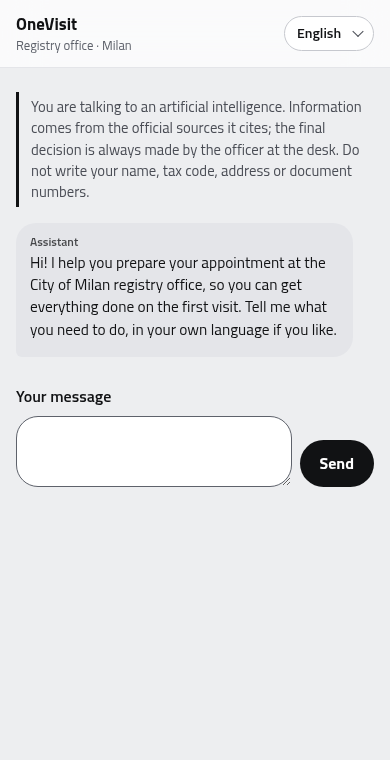 OneVisit
Registry office · Milan
English
You are talking to an artificial intelligence. Information
comes from the official sources it cites; the final
decision is always made by the officer at the desk. Do
not write your name, tax code, address or document
numbers.
Assistant
Hi! I help you prepare your appointment at the
City of Milan registry office, so you can get
everything done on the first visit. Tell me what
you need to do, in your own language if you like.
Your message
Send